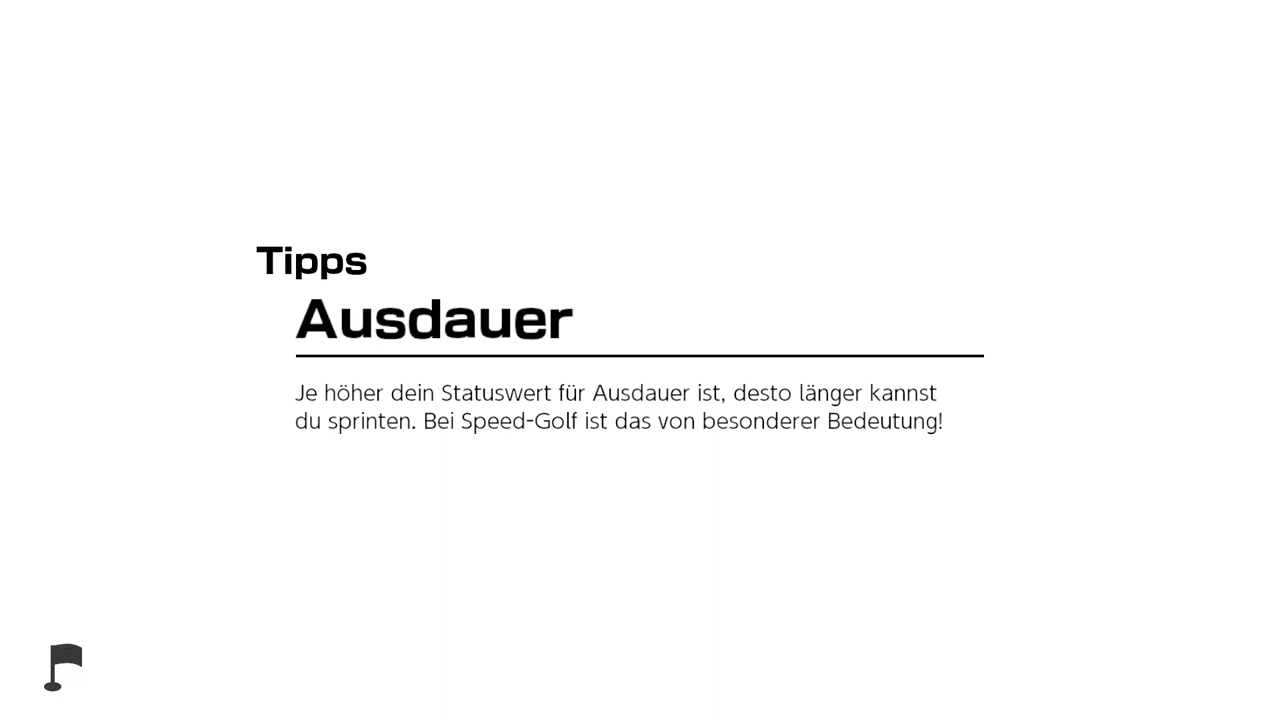 Tipps
Ausdauer
Je höher dein Statuswert für Ausdauer ist, desto länger kannst
du sprinten. Bei Speed-Golf ist das von besonderer Bedeutung!